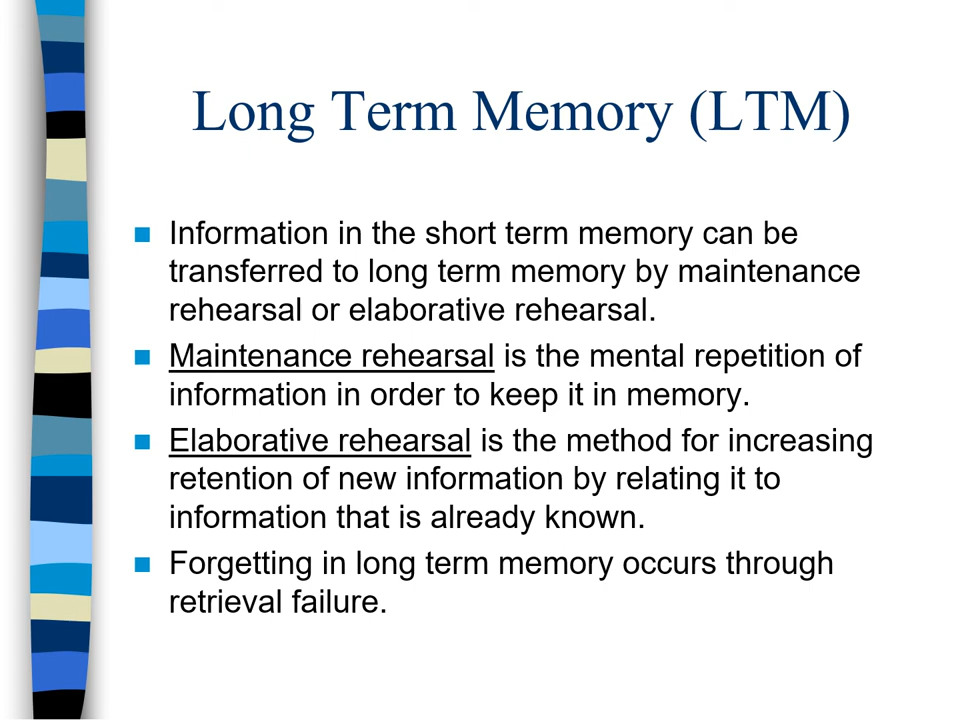 Long Term Memory (LTM)
Information in the short term memory can be
transferred to long term memory by maintenance
rehearsal or elaborative rehearsal.
Maintenance rehearsal is the mental repetition of
information in order to keep it in memory.
Elaborative rehearsal is the method for increasing
retention of new information by relating it to
information that is already known.
Forgetting in long term memory occurs through
retrieval failure.